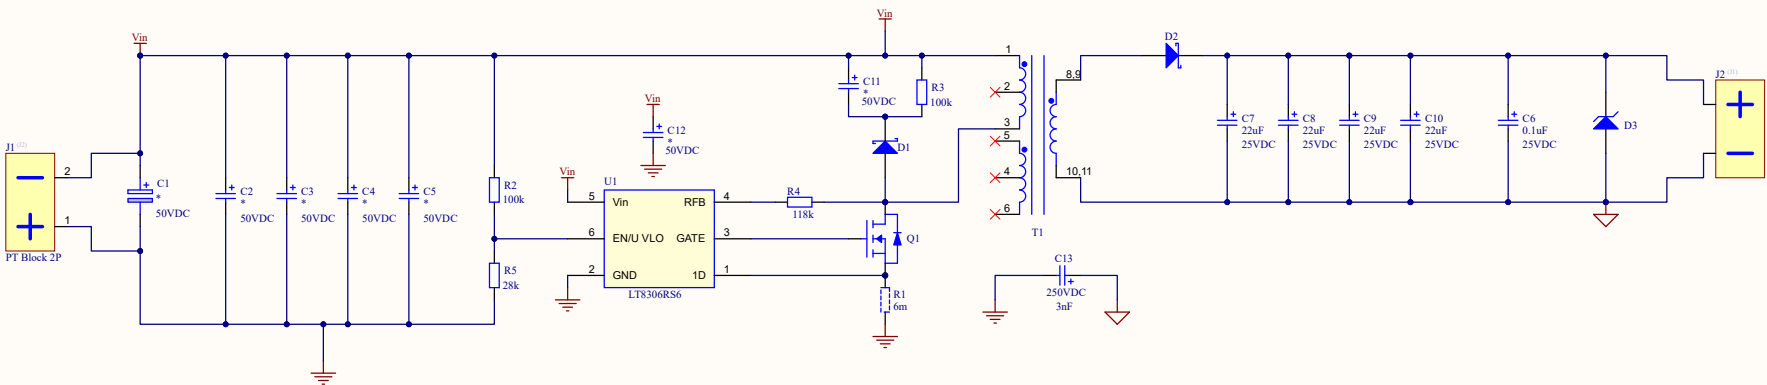 J1 (J2)
2
1
PT Block 2P
Vin
C1
*
50VDC
C2
*
50VDC
C3
*
50VDC
C4
*
50VDC
C5
*
50VDC
R2
100k
R5
28k
Vin
C12
*
50VDC
Vin
U1
5
Vin
6
EN/U VLO
2
GND
RFB
4
GATE
3
1D
1
LT8306RS6
R4
118k
Vin
C11
*
50VDC
R3
100k
D1
Q1
R1
6m
1
2
3
5
4
6
8,9
10,11
T1
C13
250VDC
3nF
D2
C7
22uF
25VDC
C8
22uF
25VDC
C9
22uF
25VDC
C10
22uF
25VDC
C6
0.1uF
25VDC
D3
J2 (J1)